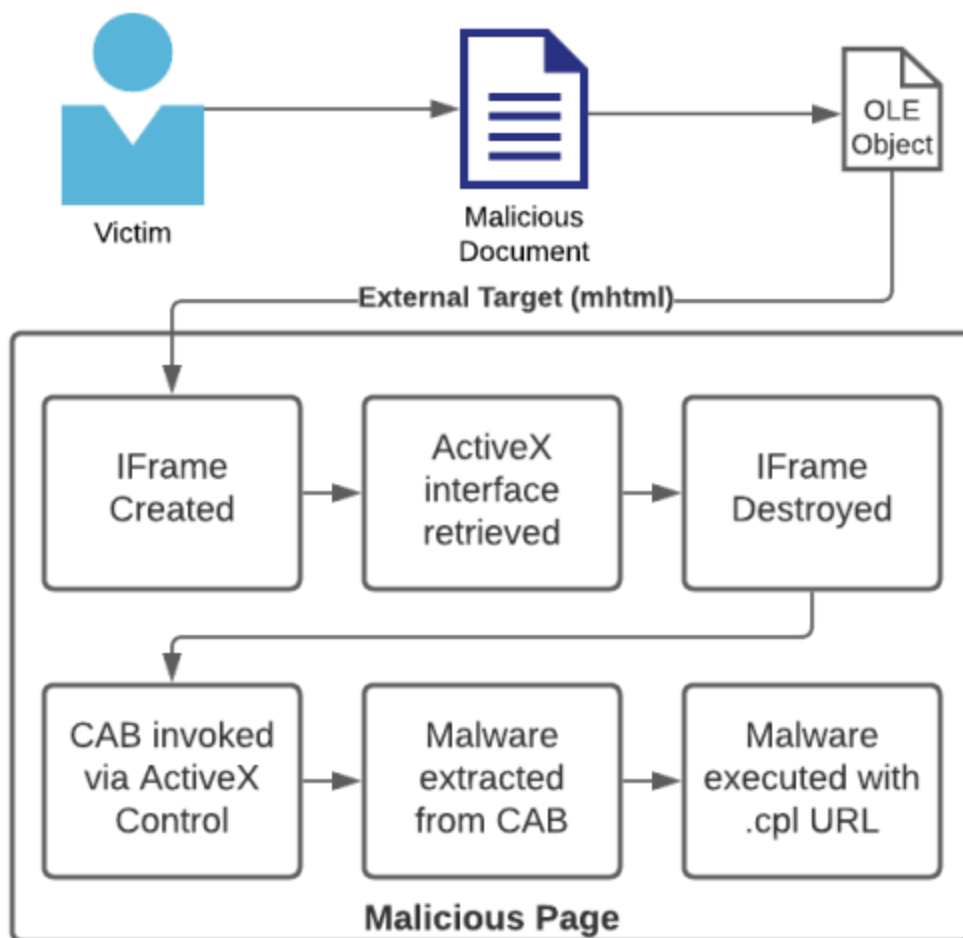 OLE
Object
Victim
Malicious
Document
External Target (mhtml)
IFrame
Created
ActiveX
interface
retrieved
IFrame
Destroyed
CAB invoked
via ActiveX
Control
Malware
extracted
from CAB
Malware
executed with
.cpl URL
Malicious Page